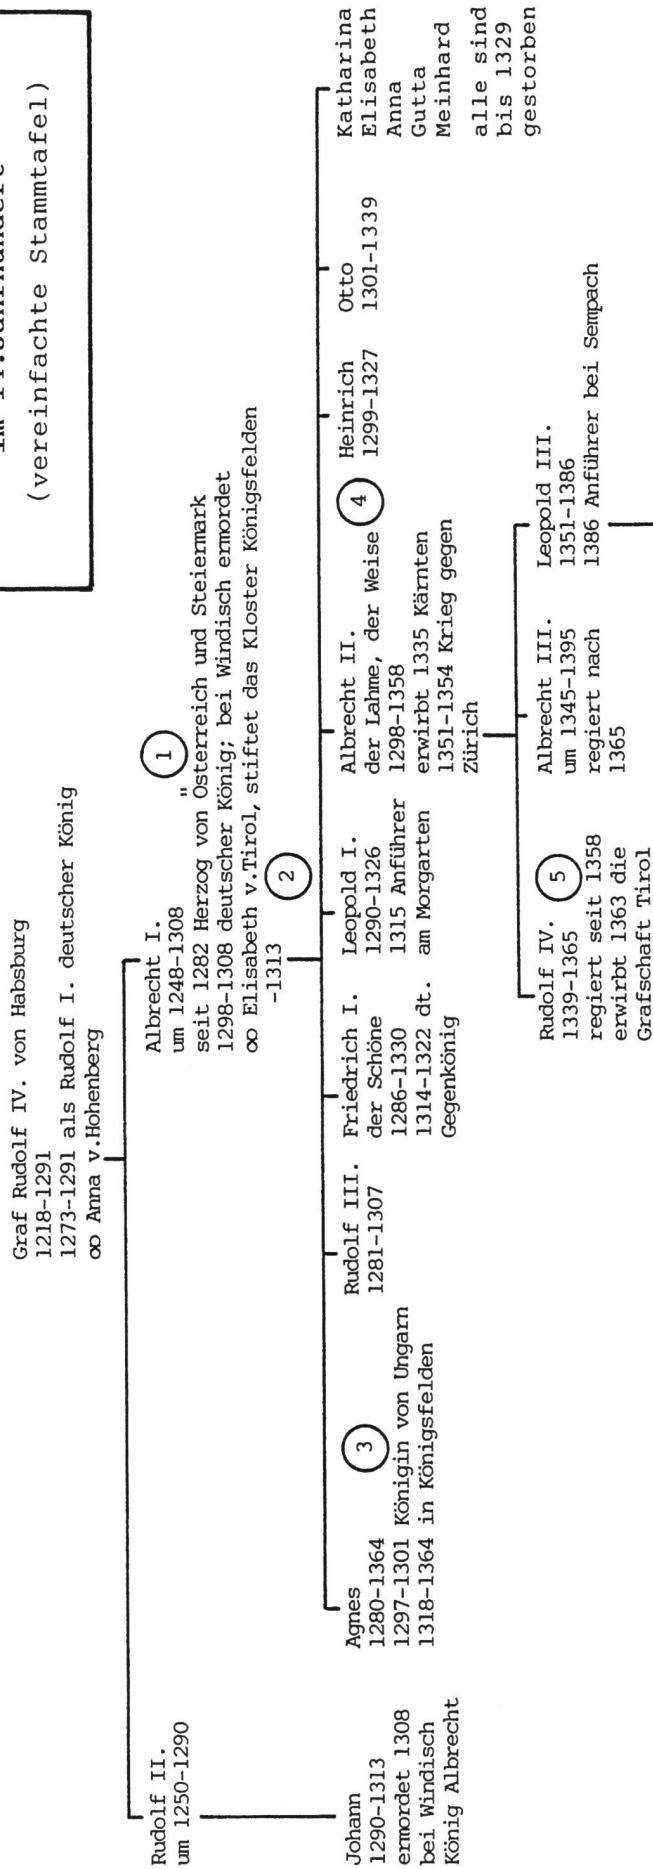 im 14. Jahrhundert
(vereinfachte Stammtafel)
Graf Rudolf IV. von Habsburg
1218-1291
1273-1291 als Rudolf I. deutscher König
∞ Anna v.Hohenberg
Rudolf II.
um 1250-1290
Albrecht I.
um 1248-1308
1
seit 1282 Herzog von Österreich und Steiermark
1298-1308 deutscher König; bei Windisch ermordet
∞ Elisabeth v.Tirol, stiftet das Kloster Königsfelden
-1313
2
Johann
1290-1313
ermordet 1308
bei Windisch
König Albrecht
Agnes
1280-1364
3
1297-1301 Königin von Ungarn
1318-1364 in Königsfelden
Rudolf III.
1281-1307
Friedrich I.
der Schöne
1286-1330
1314-1322 dt.
Gegenkönig
Leopold I.
1290-1326
1315 Anführer
am Morgarten
Albrecht II.
der Lahme, der Weise
4
1298-1358
erwirbt 1335 Kärnten
1351-1354 Krieg gegen
Zürich
Heinrich
1299-1327
Otto
1301-1339
Katharina
Elisabeth
Anna
Gutta
Meinhard
alle sind
bis 1329
gestorben
Rudolf IV.
1339-1365
5
regiert seit 1358
erwirbt 1363 die
Grafschaft Tirol
Albrecht III.
um 1345-1395
regiert nach
1365
Leopold III.
1351-1386
1386 Anführer bei Sempach